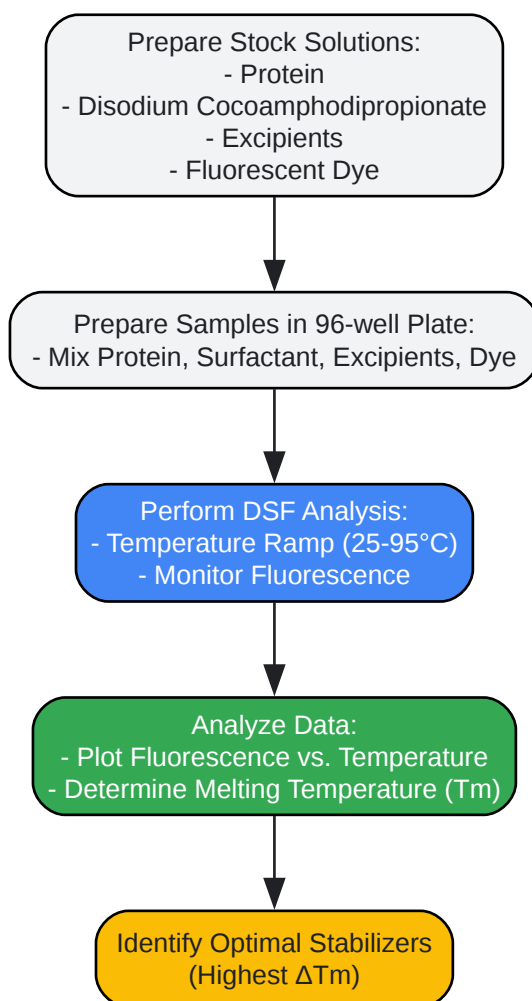 Prepare Stock Solutions:
- Protein
- Disodium Cocoamphodipropionate
- Excipients
- Fluorescent Dye
Prepare Samples in 96-well Plate:
- Mix Protein, Surfactant, Excipients, Dye
Perform DSF Analysis:
- Temperature Ramp (25-95°C)
- Monitor Fluorescence
Analyze Data:
- Plot Fluorescence vs. Temperature
- Determine Melting Temperature (Tm)
Identify Optimal Stabilizers
(Highest ΔTm)